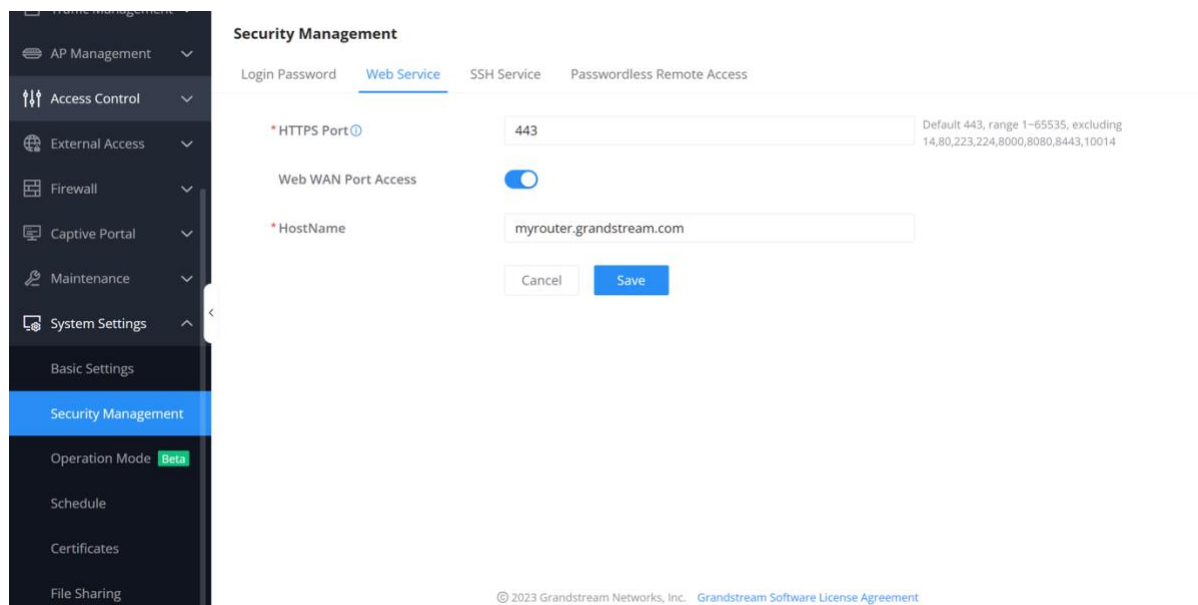 Traffic Management
AP Management
Access Control
External Access
Firewall
Captive Portal
Maintenance
System Settings
Basic Settings
Security Management
Operation Mode Beta
Schedule
Certificates
File Sharing
Security Management
Login Password Web Service SSH Service Passwordless Remote Access
* HTTPS Port 443
Default 443, range 1~65535, excluding
14,80,223,224,8000,8080,8443,10014
Web WAN Port Access
* HostName myrouter.grandstream.com
Cancel Save
© 2023 Grandstream Networks, Inc. Grandstream Software License Agreement